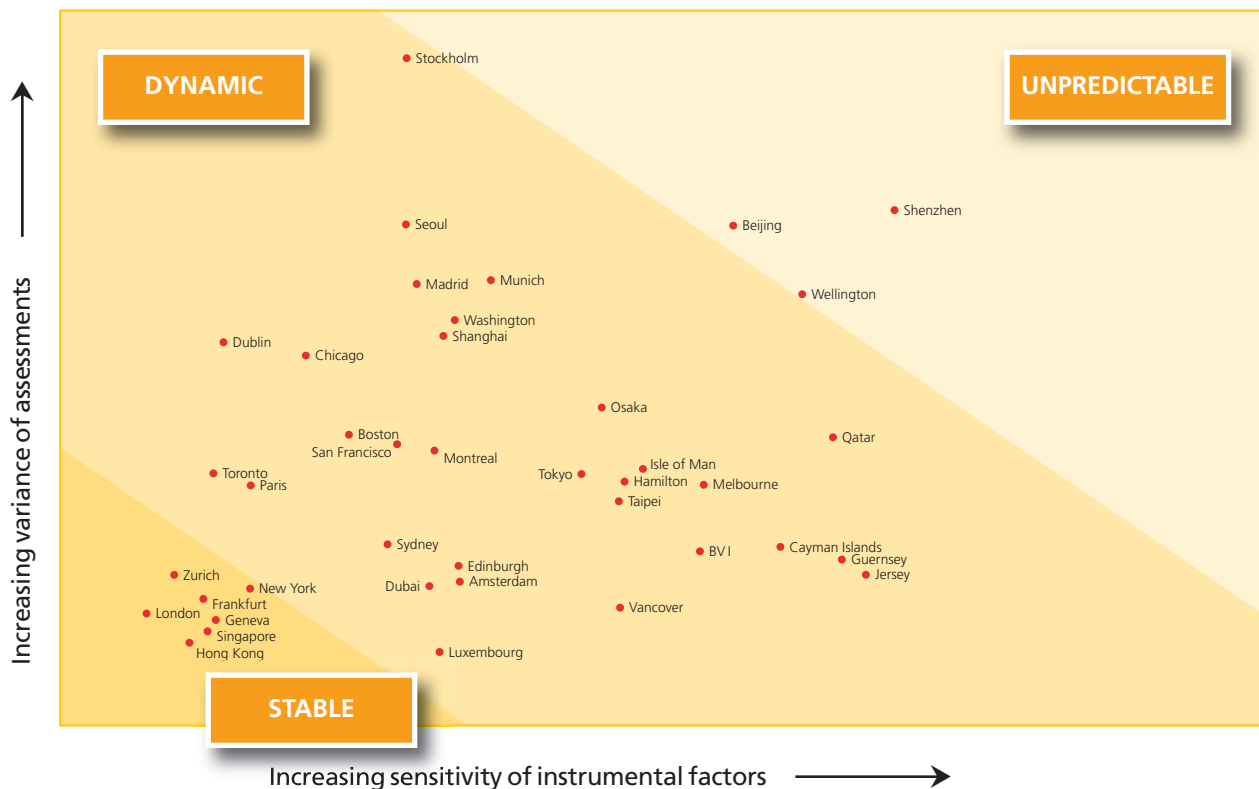 Stockholm
DYNAMIC
UNPREDICTABLE
Shenzhen
Seoul
Beijing
Madrid
Munich
Wellington
Washington
Shanghai
Dublin
Chicago
Osaka
Boston
San Francisco
Montreal
Qatar
Toronto
Paris
Tokyo
Isle of Man
Hamilton
Melbourne
Taipei
Sydney
BV I
Cayman Islands
Guernsey
Jersey
Edinburgh
Amsterdam
Dubai
Zurich
New York
Frankfurt
London
Geneva
Singapore
Hong Kong
Vancover
Luxembourg
STABLE
Increasing variance of assessments
Increasing sensitivity of instrumental factors